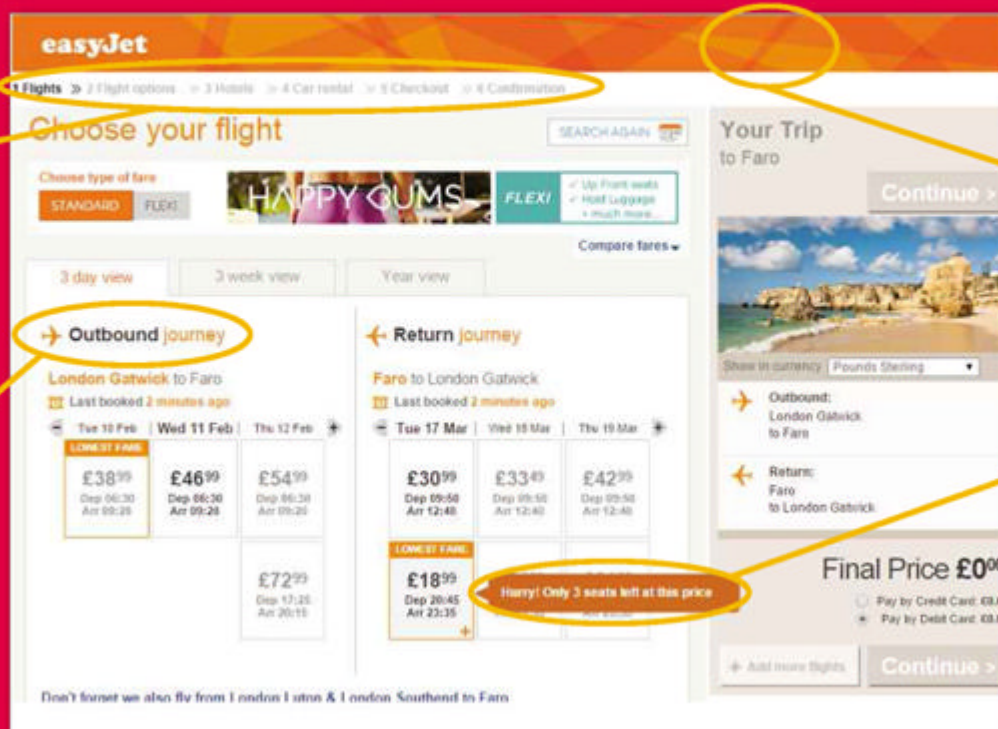 easyJet
1 Flights » 2 Flight options » 3 Hotels » 4 Car rental » 5 Checkout » 6 Confirmation
Choose your flight
SEARCH AGAIN
Choose type of fare
STANDARD FLEXI
HAPPY GUMS
FLEXI
✓ Up Front seats
✓ Hold Luggage
+ much more...
Compare fares
3 day view 3 week view Year view
Outbound journey
London Gatwick to Faro
Last booked 2 minutes ago
Tue 10 Feb | Wed 11 Feb | Thu 12 Feb
LOWEST FARE
£38.99 £46.99 £54.99
Dep 06:30 Dep 06:30 Dep 06:30
Arr 09:20 Arr 09:20 Arr 09:20
£72.99
Dep 17:25
Arr 20:15
Return journey
Faro to London Gatwick
Last booked 2 minutes ago
Tue 17 Mar | Wed 18 Mar | Thu 19 Mar
£30.99 £33.49 £42.99
Dep 09:50 Dep 09:50 Dep 09:50
Arr 12:40 Arr 12:40 Arr 12:40
LOWEST FARE
£18.99
Dep 20:45
Arr 23:35
Hurry! Only 3 seats left at this price
Don't forget we also fly from London Luton & London Southend to Faro
Your Trip
to Faro
Continue >
Show in currency Pounds Sterling
Outbound:
London Gatwick
to Faro
Return:
Faro
to London Gatwick
Final Price £0.00
Pay by Credit Card:
Pay by Debit Card:
+ Add more flights Continue >